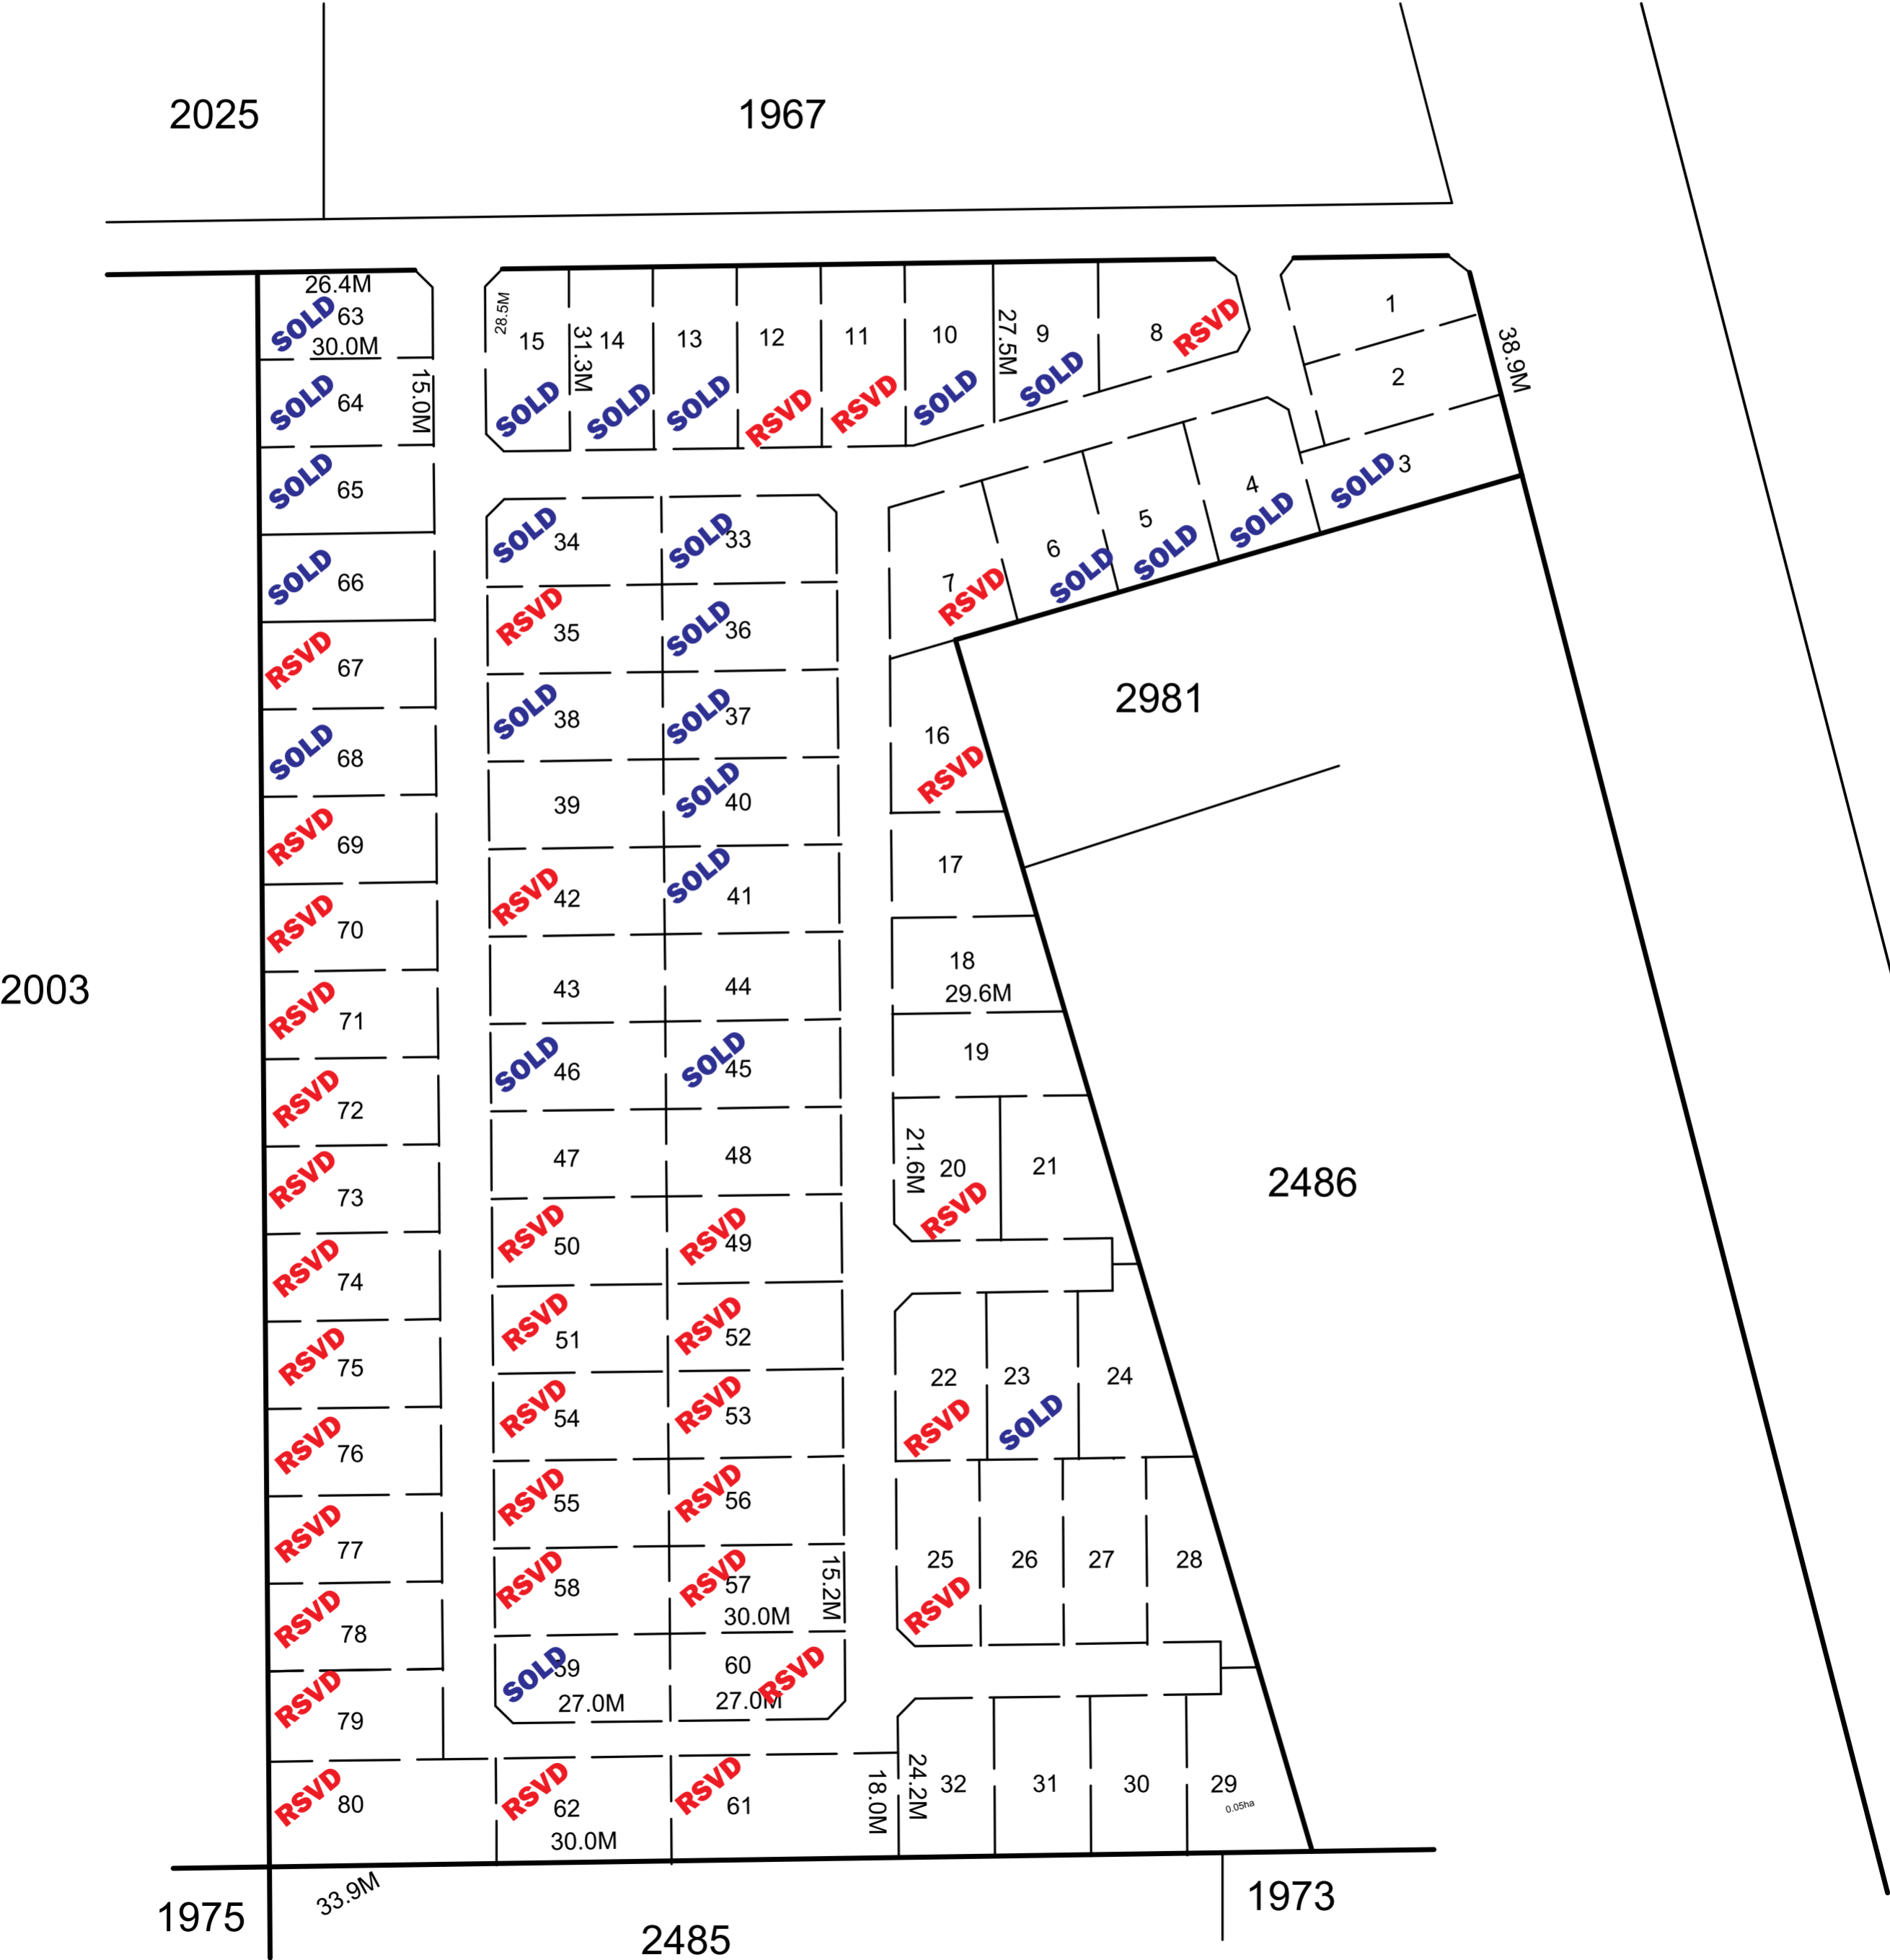 2025
1967
26.4M
SOLD
63
30.0M
15.0M
SOLD
64
SOLD
65
SOLD
66
RSVD
67
SOLD
68
RSVD
69
RSVD
70
RSVD
71
RSVD
72
RSVD
73
RSVD
74
RSVD
75
RSVD
76
RSVD
77
RSVD
78
RSVD
79
RSVD
80
28.5M
15
SOLD
31.3M
14
SOLD
13
SOLD
12
RSVD
11
RSVD
10
SOLD
27.5M
9
SOLD
8
RSVD
1
38.9M
2
3
SOLD
4
SOLD
5
SOLD
6
SOLD
7
RSVD
SOLD
34
SOLD
33
RSVD
35
SOLD
36
SOLD
38
SOLD
37
39
SOLD
40
RSVD
42
SOLD
41
43
44
SOLD
46
SOLD
45
47
48
RSVD
50
RSVD
49
RSVD
51
RSVD
52
RSVD
54
RSVD
53
RSVD
55
RSVD
56
RSVD
58
RSVD
57
30.0M
15.2M
SOLD
59
27.0M
60
RSVD
27.0M
RSVD
62
30.0M
RSVD
61
18.0M
16
RSVD
17
18
29.6M
19
21.6M
20
RSVD
21
22
RSVD
23
SOLD
24
25
RSVD
26
27
28
24.2M
32
31
30
29
0.05ha
2981
2486
2003
1975
33.9M
2485
1973